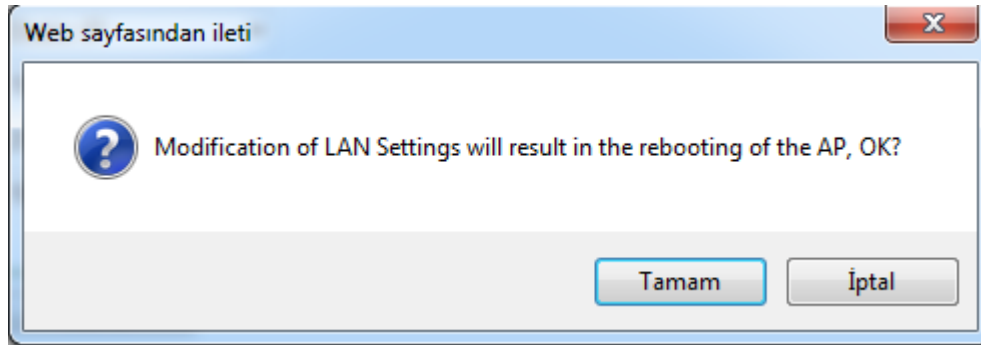 Web sayfasından ileti
Modification of LAN Settings will result in the rebooting of the AP, OK?
Tamam
İptal